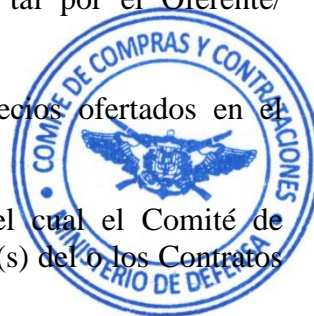 tal por el Oferente/
COMITE DE COMPRAS Y CONTRATACIONES
ecios ofertados en el
el cual el Comité de
(s) del o los Contratos
MINISTERIO DE DEFENSA